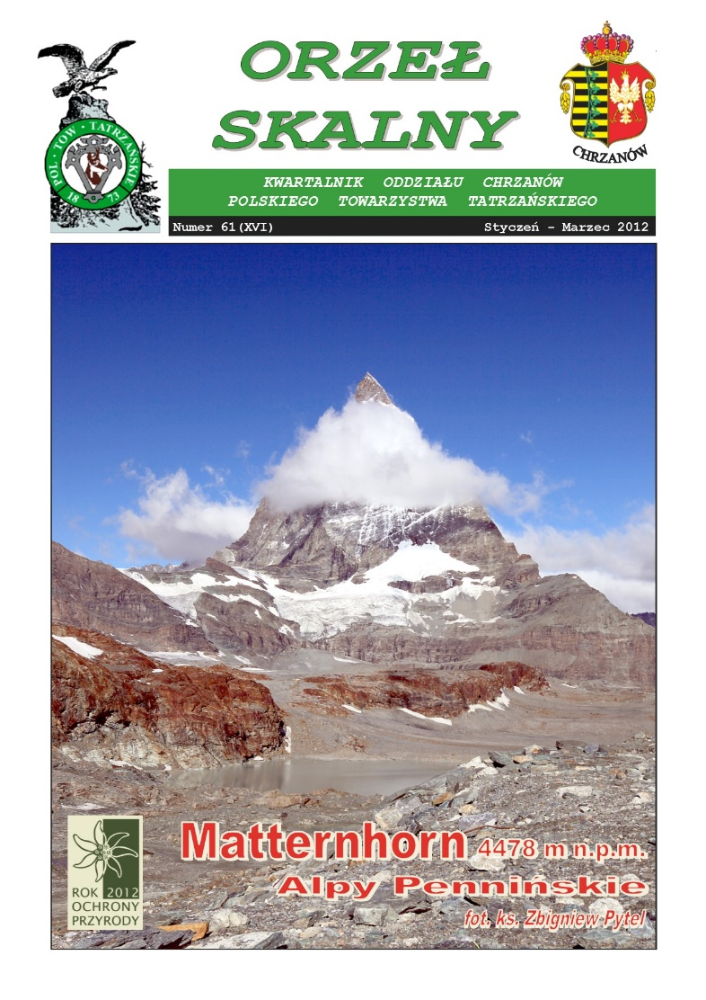 ORZEŁ
SKALNY
POL · TOW · TATRZAŃSKIE
18 73
CHRZANÓW
KWARTALNIK ODDZIAŁU CHRZANÓW
POLSKIEGO TOWARZYSTWA TATRZAŃSKIEGO
Numer 61(XVI) Styczeń - Marzec 2012
Matternhorn 4478 m n.p.m.
Alpy Pennińskie
fot. ks. Zbigniew Pytel
ROK 2012
OCHRONY
PRZYRODY